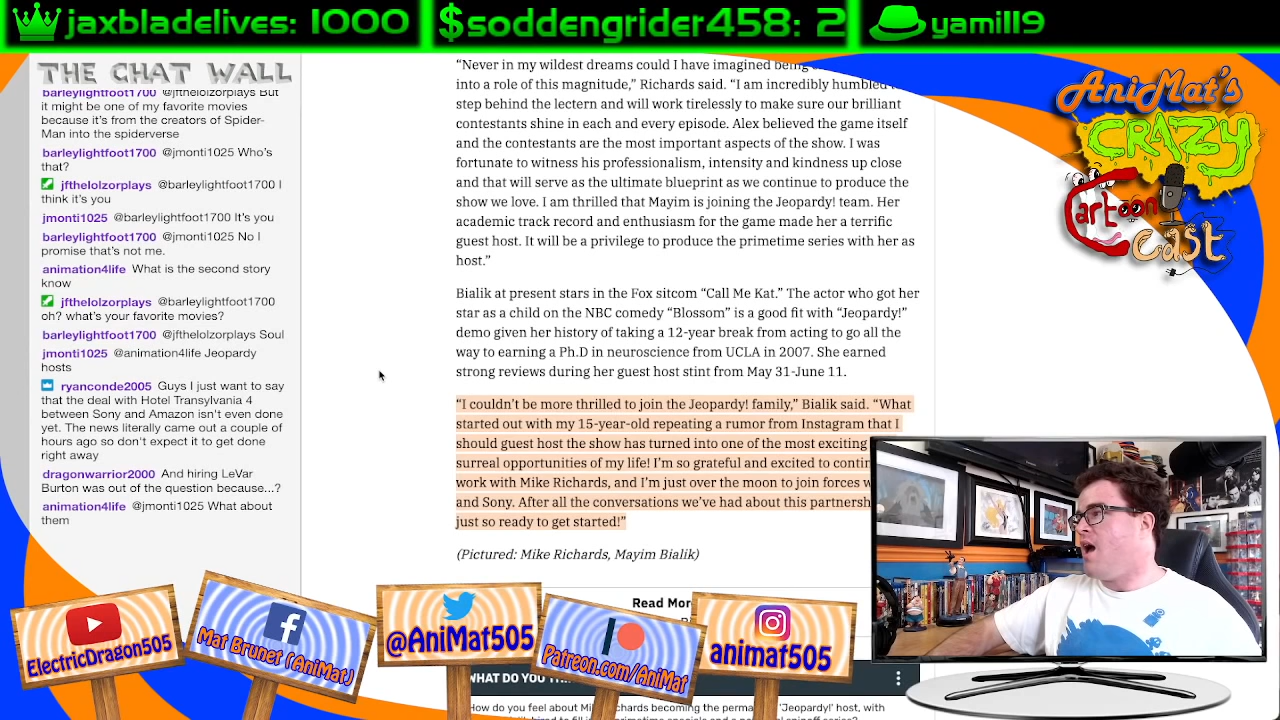 jaxbladelives: 1000
$soddengrider458: 2
yamill9
THE CHAT WALL
barleylightfoot1700 @jfthelolzorplays But
it might be one of my favorite movies
because it's from the creators of Spider-
Man into the spiderverse
barleylightfoot1700 @jmonti1025 Who's
that?
jfthelolzorplays @barleylightfoot1700 I
think it's you
jmonti1025 @barleylightfoot1700 It's you
barleylightfoot1700 @jmonti1025 No I
promise that's not me.
animation4life What is the second story
know
jfthelolzorplays @barleylightfoot1700
oh? what's your favorite movies?
barleylightfoot1700 @jfthelolzorplays Soul
jmonti1025 @animation4life Jeopardy
hosts
ryanconde2005 Guys I just want to say
that the deal with Hotel Transylvania 4
between Sony and Amazon isn't even done
yet. The news literally came out a couple of
hours ago so don't expect it to get done
right away
dragonwarrior2000 And hiring LeVar
Burton was out of the question because...?
animation4life @jmonti1025 What about
them
“Never in my wildest dreams could I have imagined being
into a role of this magnitude,” Richards said. “I am incredibly humbled
step behind the lectern and will work tirelessly to make sure our brilliant
contestants shine in each and every episode. Alex believed the game itself
and the contestants are the most important aspects of the show. I was
fortunate to witness his professionalism, intensity and kindness up close
and that will serve as the ultimate blueprint as we continue to produce the
show we love. I am thrilled that Mayim is joining the Jeopardy! team. Her
academic track record and enthusiasm for the game made her a terrific
guest host. It will be a privilege to produce the primetime series with her as
host.”
Bialik at present stars in the Fox sitcom “Call Me Kat.” The actor who got her
star as a child on the NBC comedy “Blossom” is a good fit with “Jeopardy!”
demo given her history of taking a 12-year break from acting to go all the
way to earning a Ph.D in neuroscience from UCLA in 2007. She earned
strong reviews during her guest host stint from May 31-June 11.
“I couldn’t be more thrilled to join the Jeopardy! family,” Bialik said. “What
started out with my 15-year-old repeating a rumor from Instagram that I
should guest host the show has turned into one of the most exciting
surreal opportunities of my life! I’m so grateful and excited to contin
work with Mike Richards, and I’m just over the moon to join forces w
and Sony. After all the conversations we’ve had about this partnersh
just so ready to get started!”
(Pictured: Mike Richards, Mayim Bialik)
Read Mor
WHAT DO YOU
How do you feel about Mi chards becoming the perma 'Jeopardy!' host, with
AniMat's
CRAZY
Cartoon
Cast
ElectricDragon505
Mat Brunet (AniMat)
@AniMat505
Patreon.com/AniMat
animat505